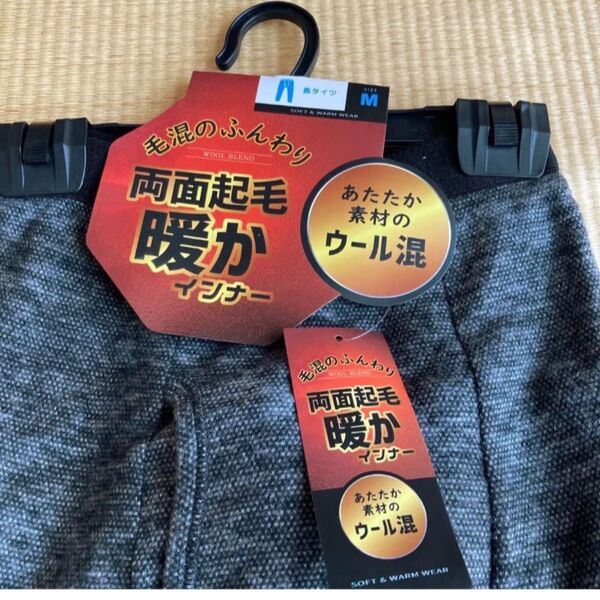 長タイツ
SIZE
M
SOFT & WARM WEAR
毛混のふんわり
WOOL BLEND
両面起毛
暖か
インナー
あたたか
素材の
ウール混
毛混のふんわり
WOOL BLEND
両面起毛
暖か
インナー
あたたか
素材の
ウール混
SOFT & WARM WEAR